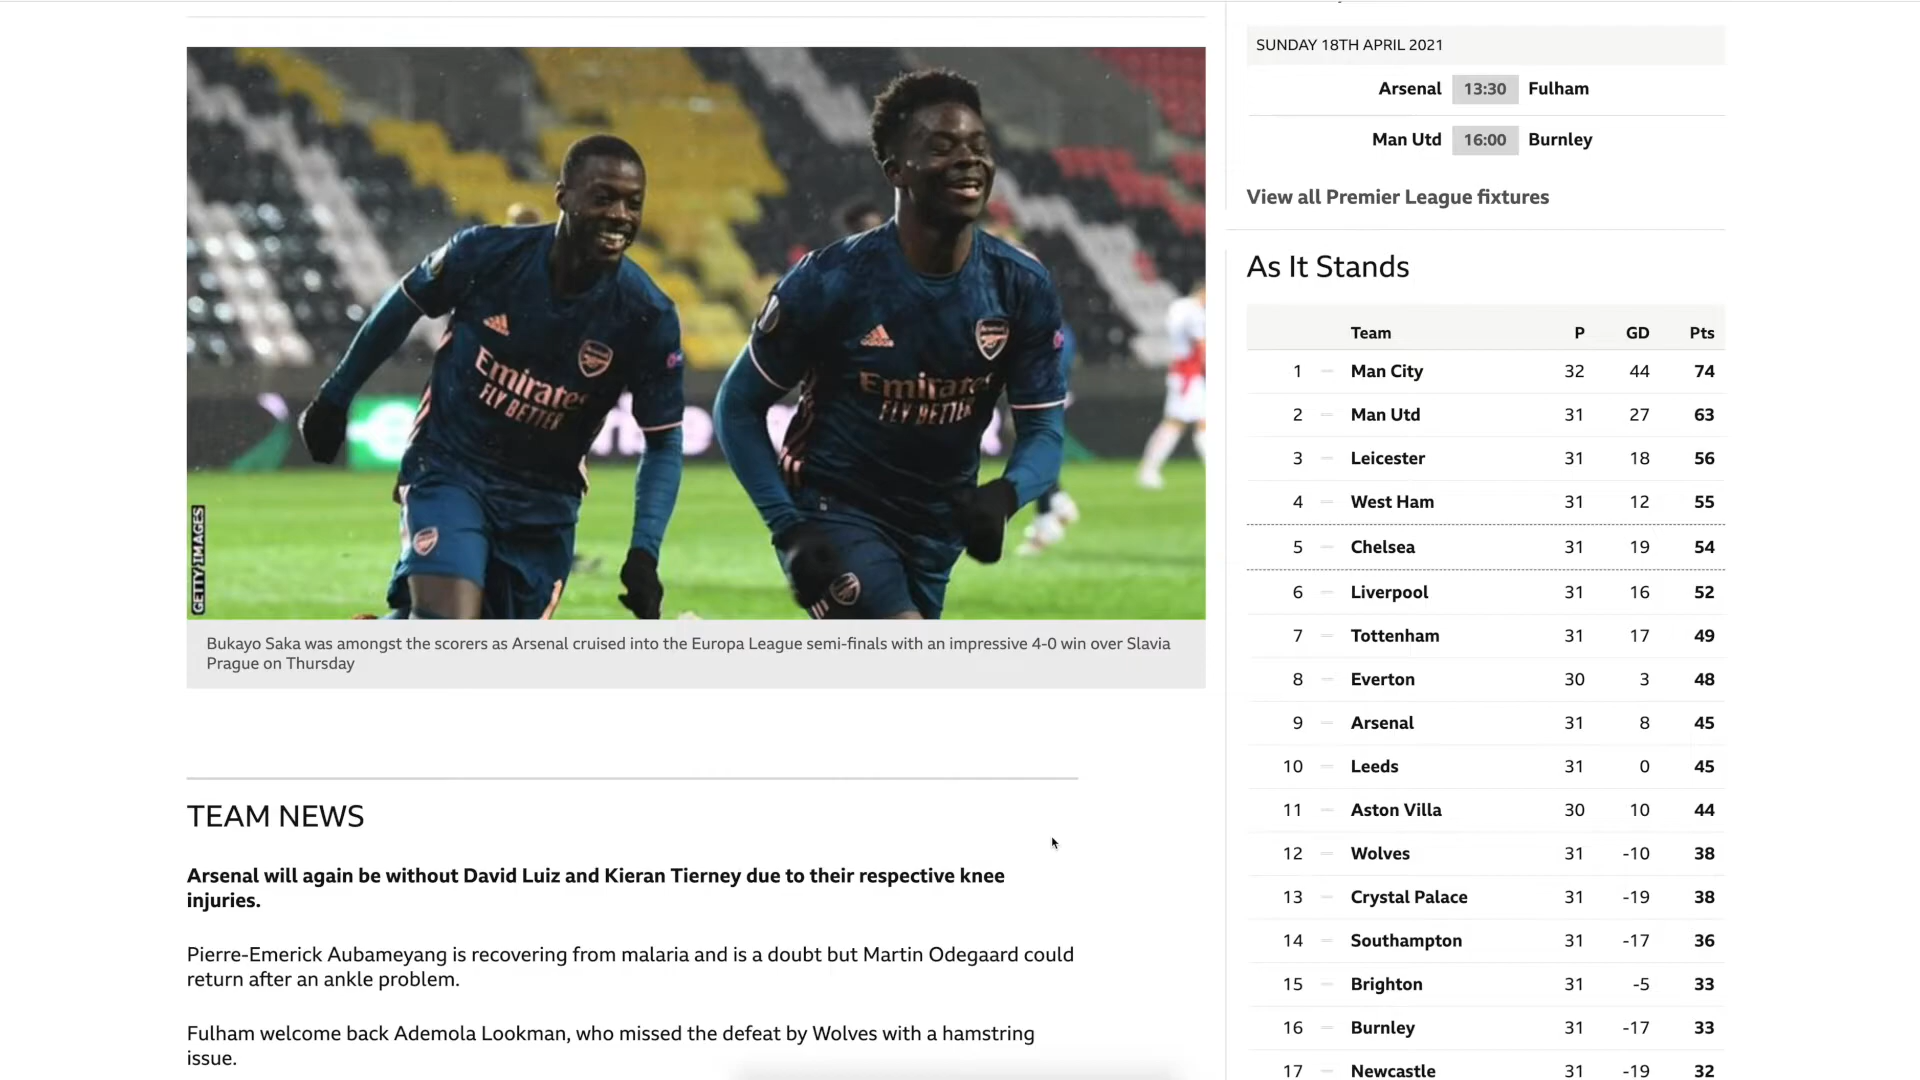 Emirates
FLY BETTER
Emirates
FLY BETTER
adidas
Arsenal
GETTY IMAGES
Bukayo Saka was amongst the scorers as Arsenal cruised into the Europa League semi-finals with an impressive 4-0 win over Slavia
Prague on Thursday
TEAM NEWS
Arsenal will again be without David Luiz and Kieran Tierney due to their respective knee
injuries.
Pierre-Emerick Aubameyang is recovering from malaria and is a doubt but Martin Odegaard could
return after an ankle problem.
Fulham welcome back Ademola Lookman, who missed the defeat by Wolves with a hamstring
issue.
SUNDAY 18TH APRIL 2021
Arsenal 13:30 Fulham
Man Utd 16:00 Burnley
View all Premier League fixtures
As It Stands
Team P GD Pts
1 Man City 32 44 74
2 Man Utd 31 27 63
3 Leicester 31 18 56
4 West Ham 31 12 55
5 Chelsea 31 19 54
6 Liverpool 31 16 52
7 Tottenham 31 17 49
8 Everton 30 3 48
9 Arsenal 31 8 45
10 Leeds 31 0 45
11 Aston Villa 30 10 44
12 Wolves 31 -10 38
13 Crystal Palace 31 -19 38
14 Southampton 31 -17 36
15 Brighton 31 -5 33
16 Burnley 31 -17 33
17 Newcastle 31 -19 32